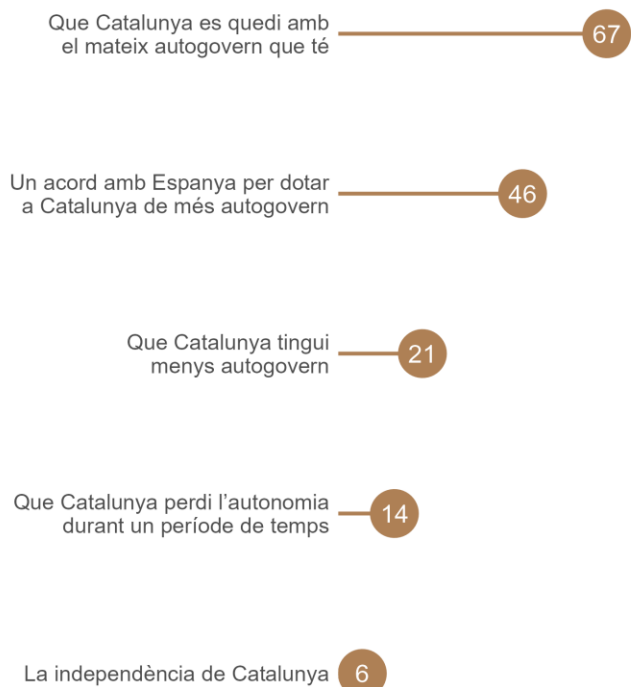 Que Catalunya es quedi amb
el mateix autogovern que té
67
Un acord amb Espanya per dotar
a Catalunya de més autogovern
46
Que Catalunya tingui
menys autogovern
21
Que Catalunya perdi l’autonomia
durant un període de temps
14
La independència de Catalunya
6